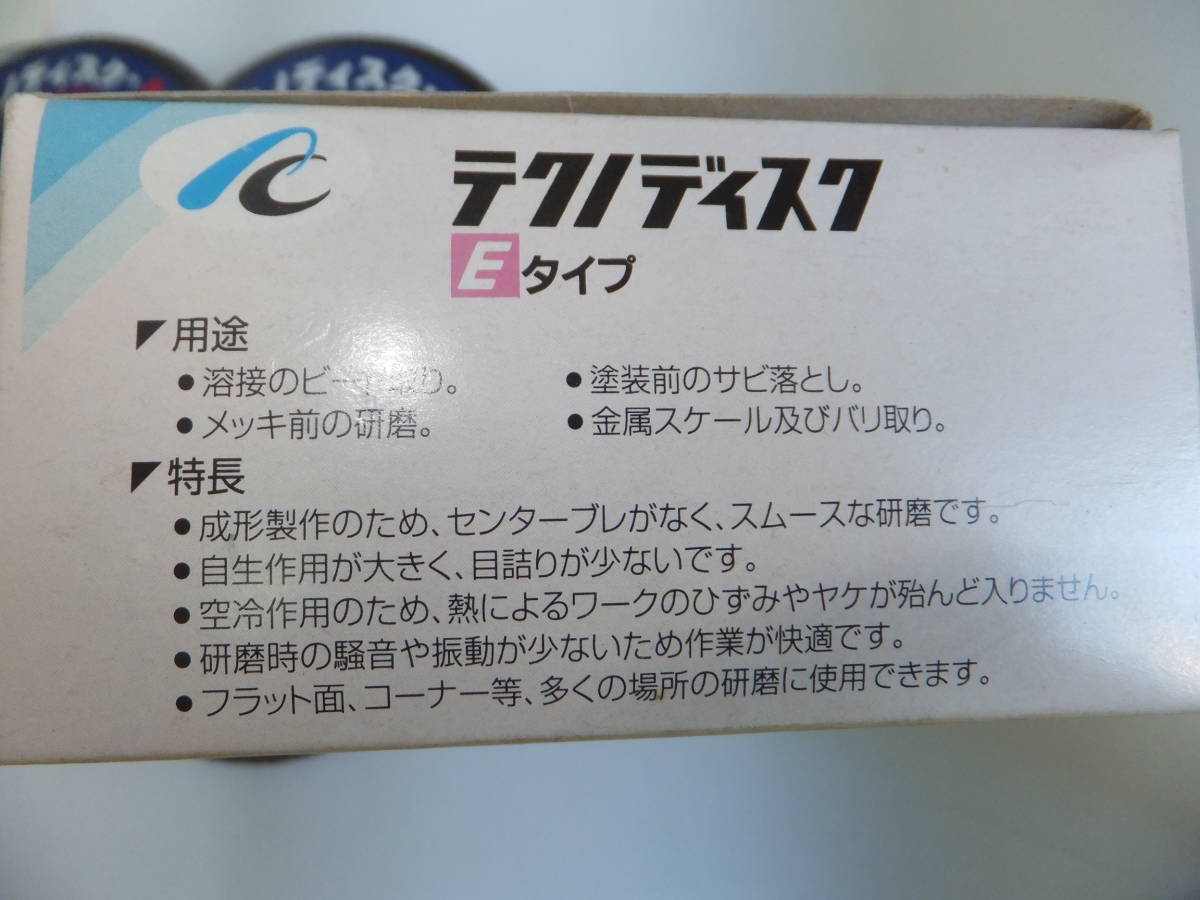 ディスク
ディスク
テクノディスク
Eタイプ
用途
●溶接のビード取り。 ●塗装前のサビ落とし。
●メッキ前の研磨。 ●金属スケール及びバリ取り。
特長
●成形製作のため、センターブレがなく、スムースな研磨です。
●自生作用が大きく、目詰りが少ないです。
●空冷作用のため、熱によるワークのひずみやヤケが殆んど入りません。
●研磨時の騒音や振動が少ないため作業が快適です。
●フラット面、コーナー等、多くの場所の研磨に使用できます。